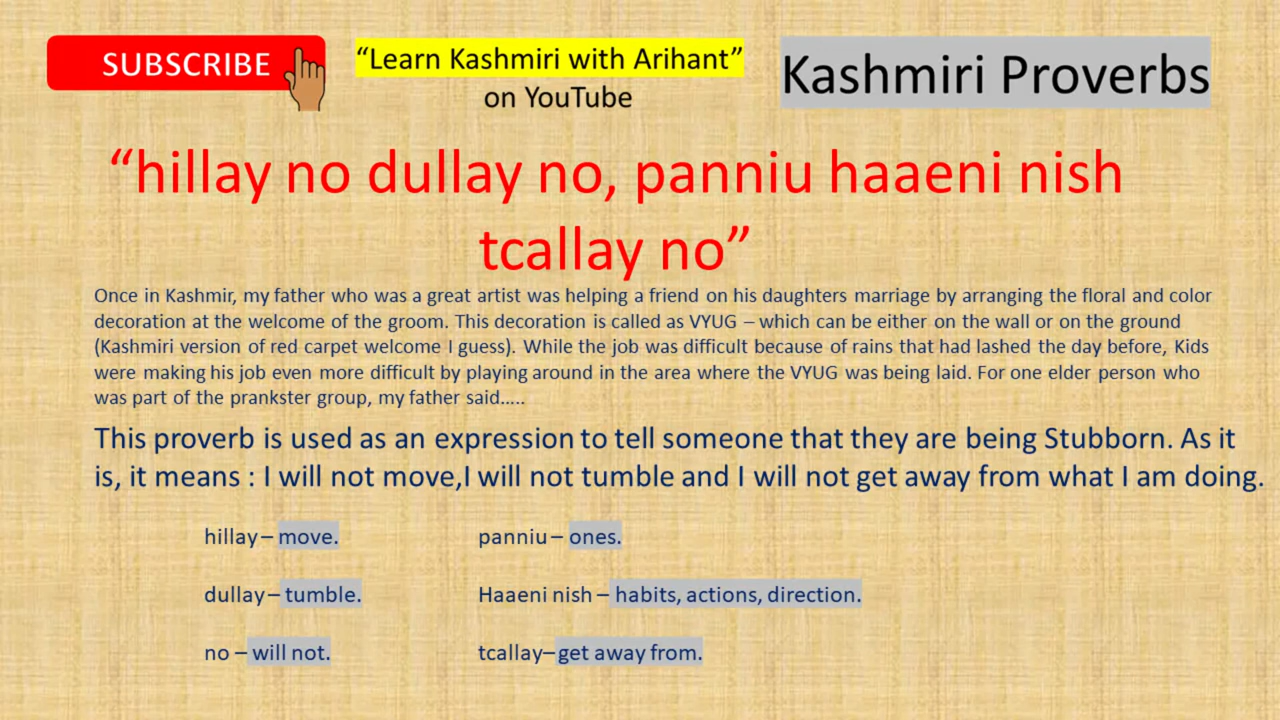 SUBSCRIBE
“Learn Kashmiri with Arihant”
on YouTube
Kashmiri Proverbs
“hillay no dullay no, panniu haaeni nish
tcallay no”
Once in Kashmir, my father who was a great artist was helping a friend on his daughters marriage by arranging the floral and color
decoration at the welcome of the groom. This decoration is called as VYUG – which can be either on the wall or on the ground
(Kashmiri version of red carpet welcome I guess). While the job was difficult because of rains that had lashed the day before, Kids
were making his job even more difficult by playing around in the area where the VYUG was being laid. For one elder person who
was part of the prankster group, my father said…..
This proverb is used as an expression to tell someone that they are being Stubborn. As it
is, it means : I will not move,I will not tumble and I will not get away from what I am doing.
hillay – move.
panniu – ones.
dullay – tumble.
Haaeni nish – habits, actions, direction.
no – will not.
tcallay– get away from.